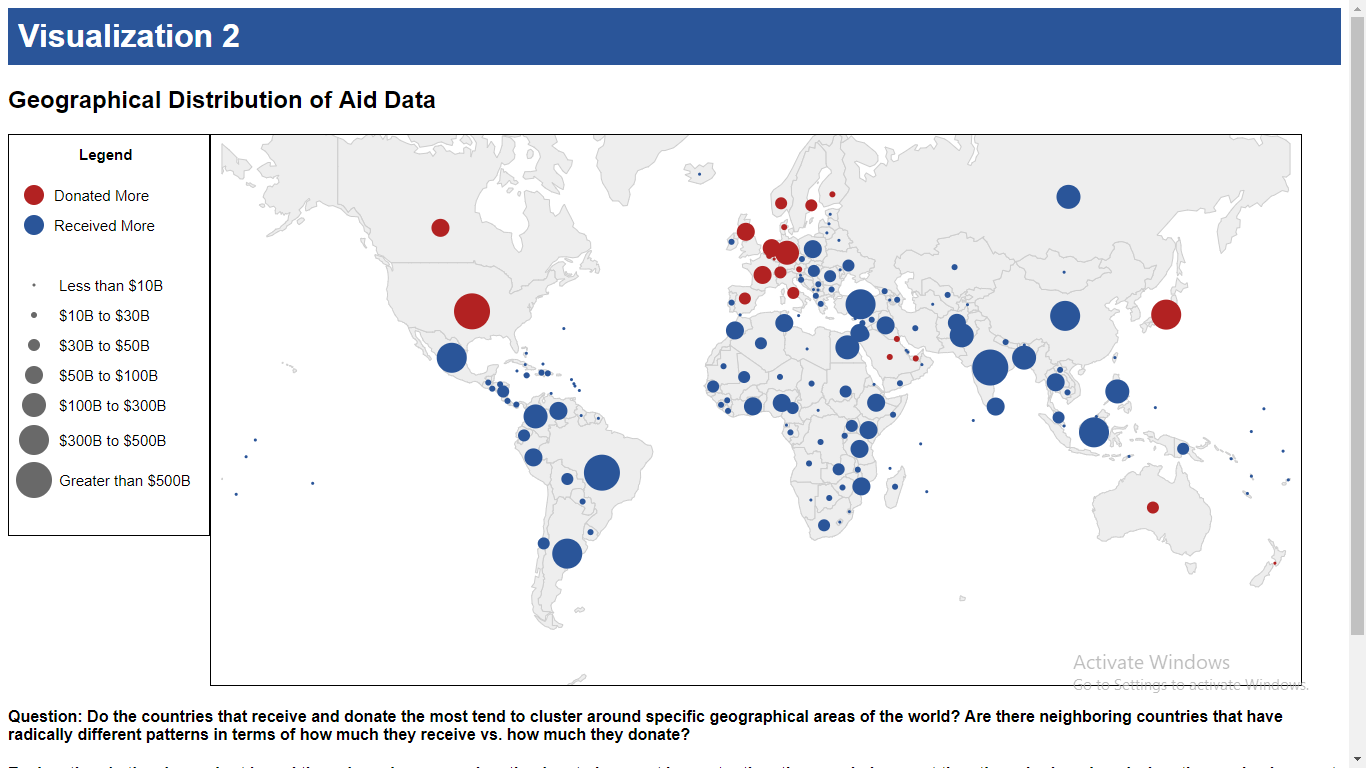 Visualization 2
Geographical Distribution of Aid Data
Legend
Donated More
Received More
Less than $10B
$10B to $30B
$30B to $50B
$50B to $100B
$100B to $300B
$300B to $500B
Greater than $500B
Activate Windows
Go to Settings to activate Windows.
Question: Do the countries that receive and donate the most tend to cluster around specific geographical areas of the world? Are there neighboring countries that have
radically different patterns in terms of how much they receive vs. how much they donate?